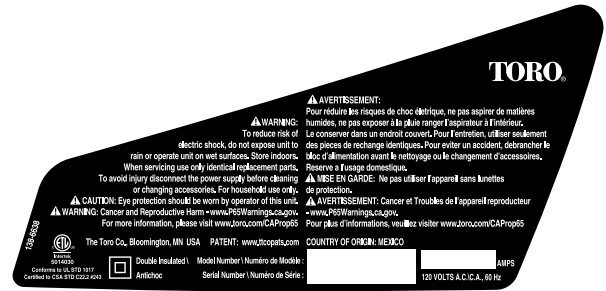 TORO®
⚠ WARNING:
To reduce risk of
electric shock, do not expose unit to
rain or operate unit on wet surfaces. Store indoors.
When servicing use only identical replacement parts.
To avoid injury disconnect the power supply before cleaning
or changing accessories. For household use only.
⚠ CAUTION: Eye protection should be worn by operator of this unit.
⚠ WARNING: Cancer and Reproductive Harm - www.P65Warnings.ca.gov.
For more information, please visit www.toro.com/CAProp65
⚠ AVERTISSEMENT:
Pour réduire les risques de choc életrique, ne pas aspirer de matières
humides, ne pas exposer à la pluie ranger l'aspirateur à l'intérieur.
Le conserver dans un endroit couvert. Pour l'entretien, utiliser seulement
des pieces de rechange identiques. Pour eviter un accident, debrancher le
bloc d'alimentation avant le nettoyage ou le changement d'accessoires.
Reserve a l'usage domestique.
⚠ MISE EN GARDE: Ne pas utiliser l'appareil sans lunettes
de protection.
⚠ AVERTISSEMENT: Cancer et Troubles de l'appareil reproducteur
- www.P65Warnings.ca.gov.
Pour plus d'informations, veuillez visiter www.toro.com/CAProp65
138-6638
The Toro Co., Bloomington, MN USA PATENT: www.ttcopats.com COUNTRY OF ORIGIN: MEXICO
ETL
Intertek
5014030
Conforms to UL STD 1017
Certified to CSA STD C22.2 #243
Double Insulated \
Antichoc
Model Number \ Numéro de Modèle :
Serial Number \ Numéro de Série :
AMPS
120 VOLTS A.C.\C.A., 60 Hz